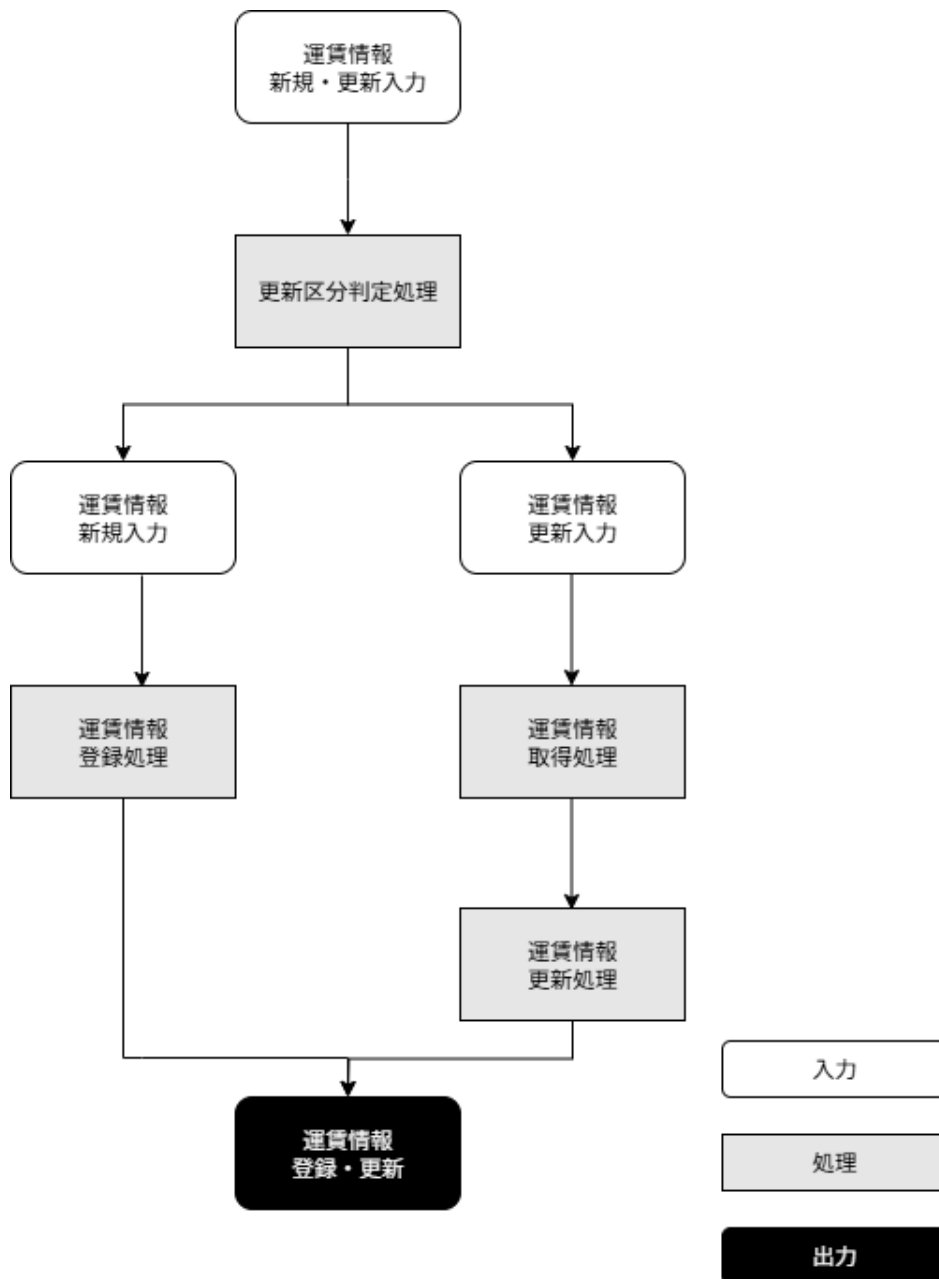 運賃情報
新規・更新入力
更新区分判定処理
運賃情報
新規入力
運賃情報
更新入力
運賃情報
登録処理
運賃情報
取得処理
運賃情報
更新処理
運賃情報
登録・更新
入力
処理
出力